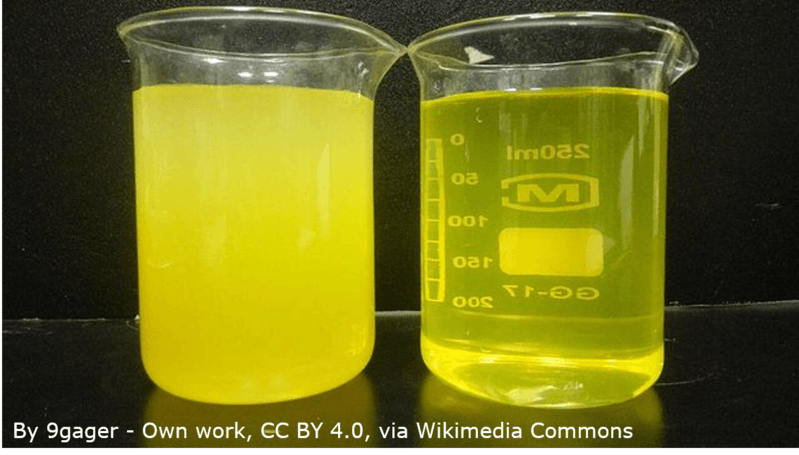 250ml
0
50
M
100
150
GG-17
200
By 9gager - Own work, CC BY 4.0, via Wikimedia Commons